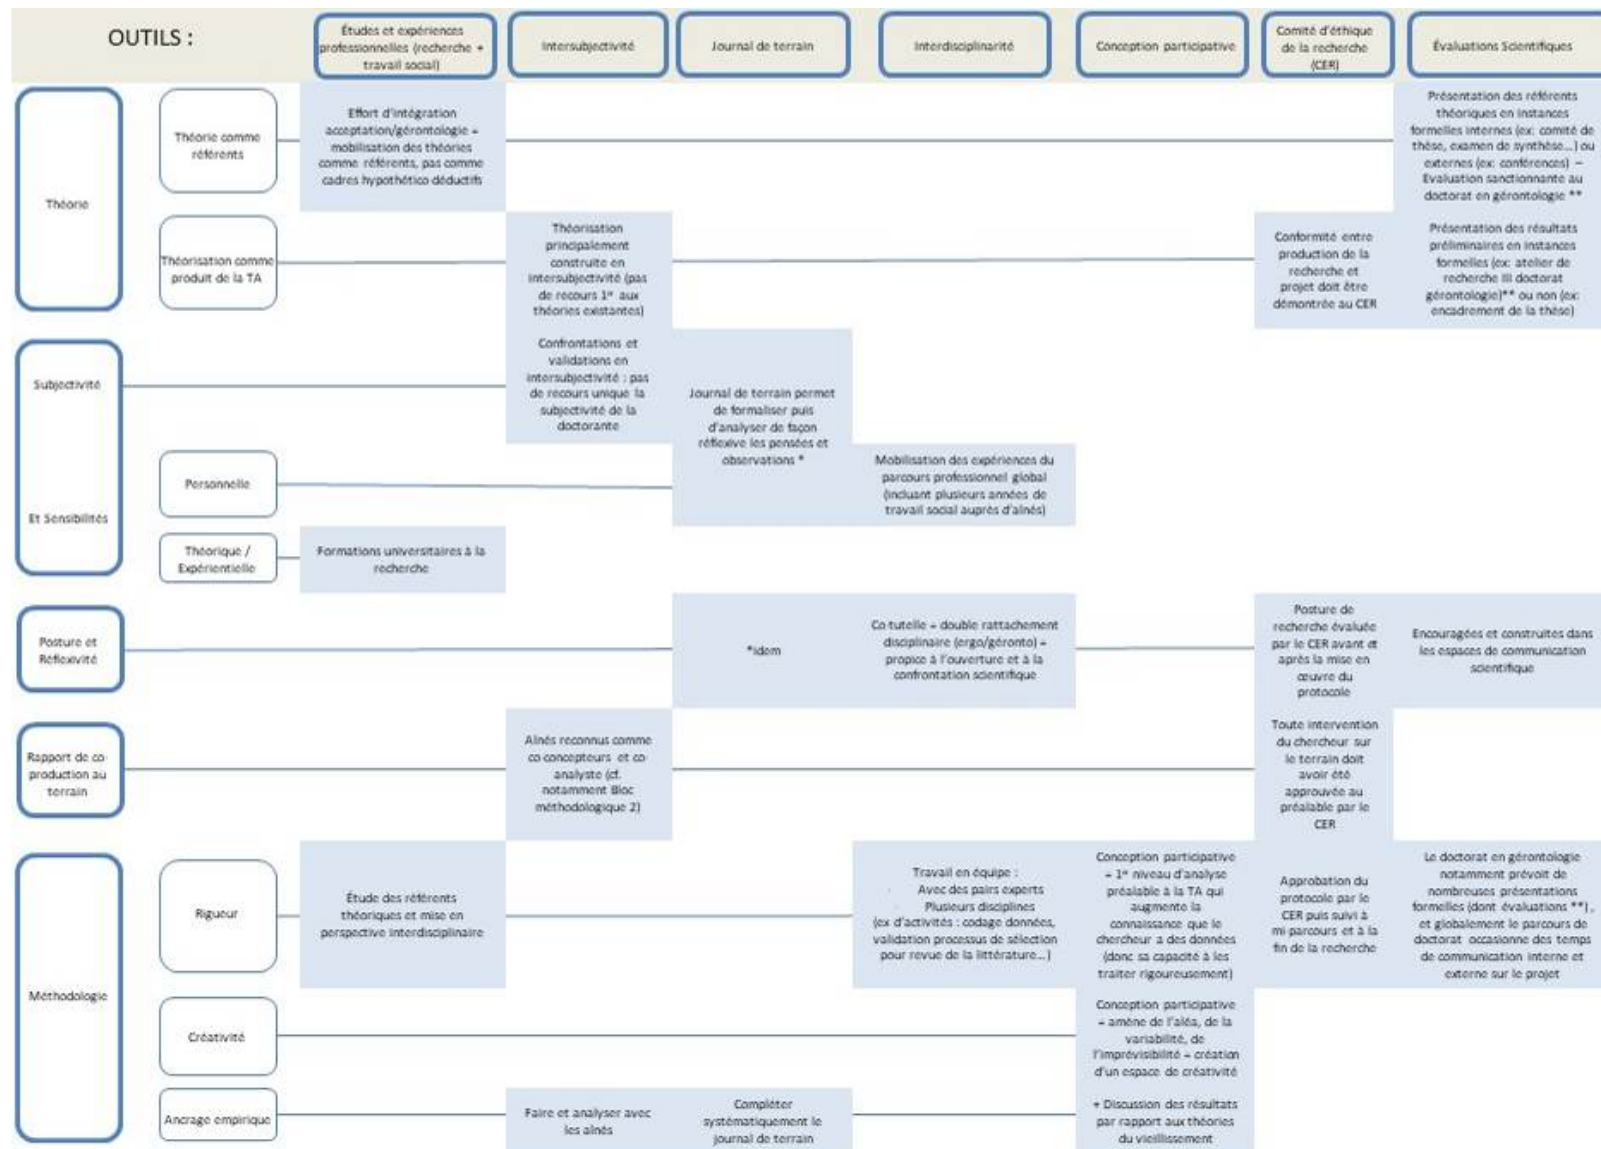 OUTILS :
Études et expériences
professionnelles (recherche +
travail social)
Intersubjectivité
Journal de terrain
Interdisciplinarité
Conception participative
Comité d'éthique
de la recherche
(CER)
Évaluations Scientifiques
Théorie
Théorie comme
référents
Effort d'intégration
acceptation/gérontologie =
mobilisation des théories
comme référents, pas comme
cadres hypothético déductifs
Présentation des référents
théoriques en instances
formelles internes (ex: comité de
thèse, examen de synthèse...) ou
externes (ex: conférences) –
Evaluation sanctionnante au
doctorat en gérontologie **
Théorisation comme
produit de la TA
Théorisation
principalement
construite en
intersubjectivité (pas
de recours 1er aux
théories existantes)
Conformité entre
production de la
recherche et
projet doit être
démontrée au CER
Présentation des résultats
préliminaires en instances
formelles (ex: atelier de
recherche III doctorat
gérontologie)** ou non (ex:
encadrement de la thèse)
Subjectivité
Et Sensibilités
Confrontations et
validations en
intersubjectivité : pas
de recours unique la
subjectivité de la
doctorante
Journal de terrain permet
de formaliser puis
d'analyser de façon
réflexive les pensées et
observations *
Personnelle
Mobilisation des expériences du
parcours professionnel global
(incluant plusieurs années de
travail social auprès d'aînés)
Théorique /
Expérientielle
Formations universitaires à la
recherche
Posture et
Réflexivité
*idem
Co tutelle = double rattachement
disciplinaire (ergo/géronto) =
propice à l'ouverture et à la
confrontation scientifique
Posture de
recherche évaluée
par le CER avant et
après la mise en
œuvre du
protocole
Encouragées et construites dans
les espaces de communication
scientifique
Rapport de co
production au
terrain
Aînés reconnus comme
co concepteurs et co
analyste (cf.
notamment Bloc
méthodologique 2)
Toute intervention
du chercheur sur
le terrain doit
avoir été
approuvée au
préalable par le
CER
Méthodologie
Rigueur
Étude des référents
théoriques et mise en
perspective interdisciplinaire
Travail en équipe :
Avec des pairs experts
Plusieurs disciplines
(ex d'activités : codage données,
validation processus de sélection
pour revue de la littérature...)
Conception participative
= 1er niveau d'analyse
préalable à la TA qui
augmente la
connaissance que le
chercheur a des données
(donc sa capacité à les
traiter rigoureusement)
Approbation du
protocole par le
CER puis suivi à
mi parcours et à la
fin de la recherche
Le doctorat en gérontologie
notamment prévoit de
nombreuses présentations
formelles (dont évaluations **) ,
et globalement le parcours de
doctorat occasionne des temps
de communication interne et
externe sur le projet
Créativité
Conception participative
= amène de l'aléa, de la
variabilité, de
l'imprévisibilité = création
d'un espace de créativité
Ancrage empirique
Faire et analyser avec
les aînés
Compléter
systématiquement le
journal de terrain
+ Discussion des résultats
par rapport aux théories
du vieillissement